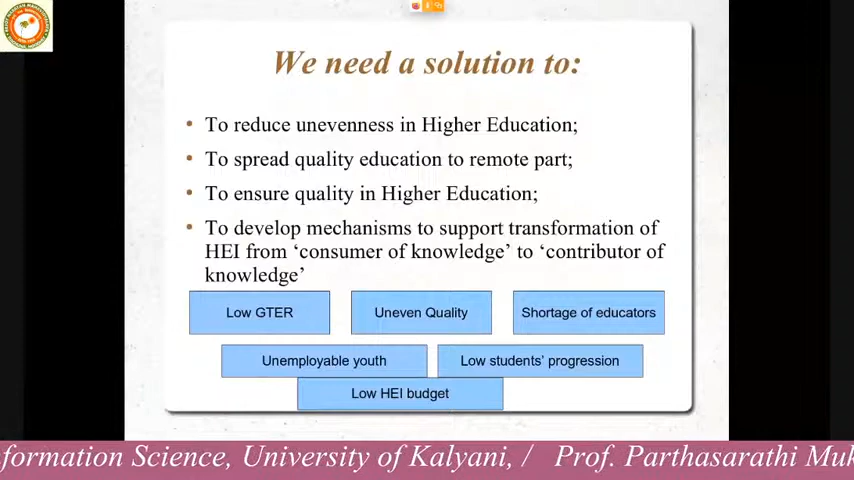 We need a solution to:
• To reduce unevenness in Higher Education;
• To spread quality education to remote part;
• To ensure quality in Higher Education;
• To develop mechanisms to support transformation of
HEI from ‘consumer of knowledge’ to ‘contributor of
knowledge’
Low GTER
Uneven Quality
Shortage of educators
Unemployable youth
Low students’ progression
Low HEI budget
formation Science, University of Kalyani, / Prof. Parthasarathi Muk